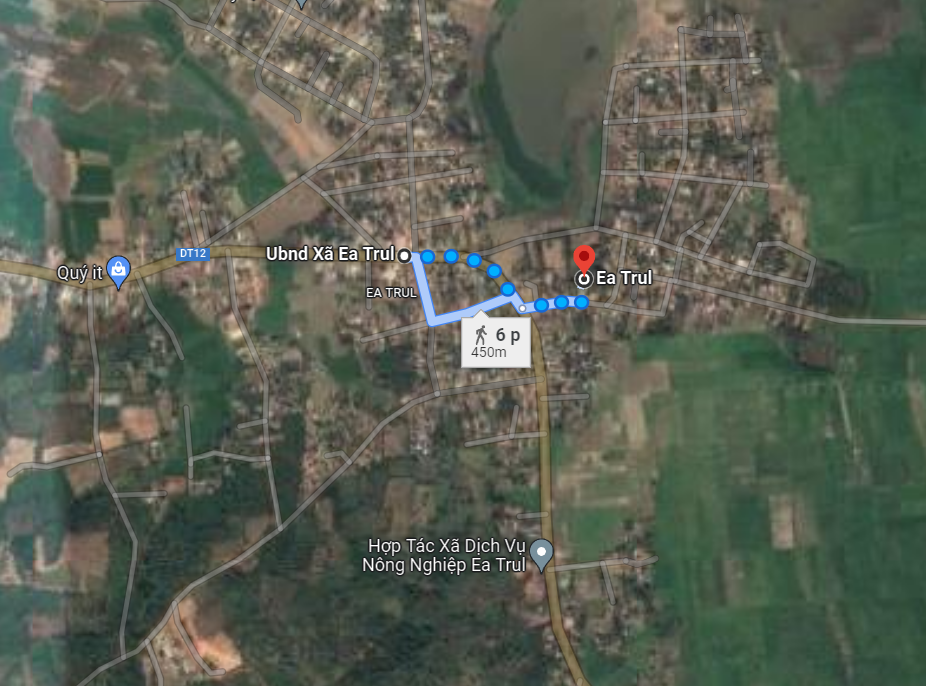 DT12
Ubnd Xã Ea Trul
Quý ít
Ea Trul
EA TRUL
6 p
450m
Hợp Tác Xã Dịch Vụ
Nông Nghiệp Ea Trul